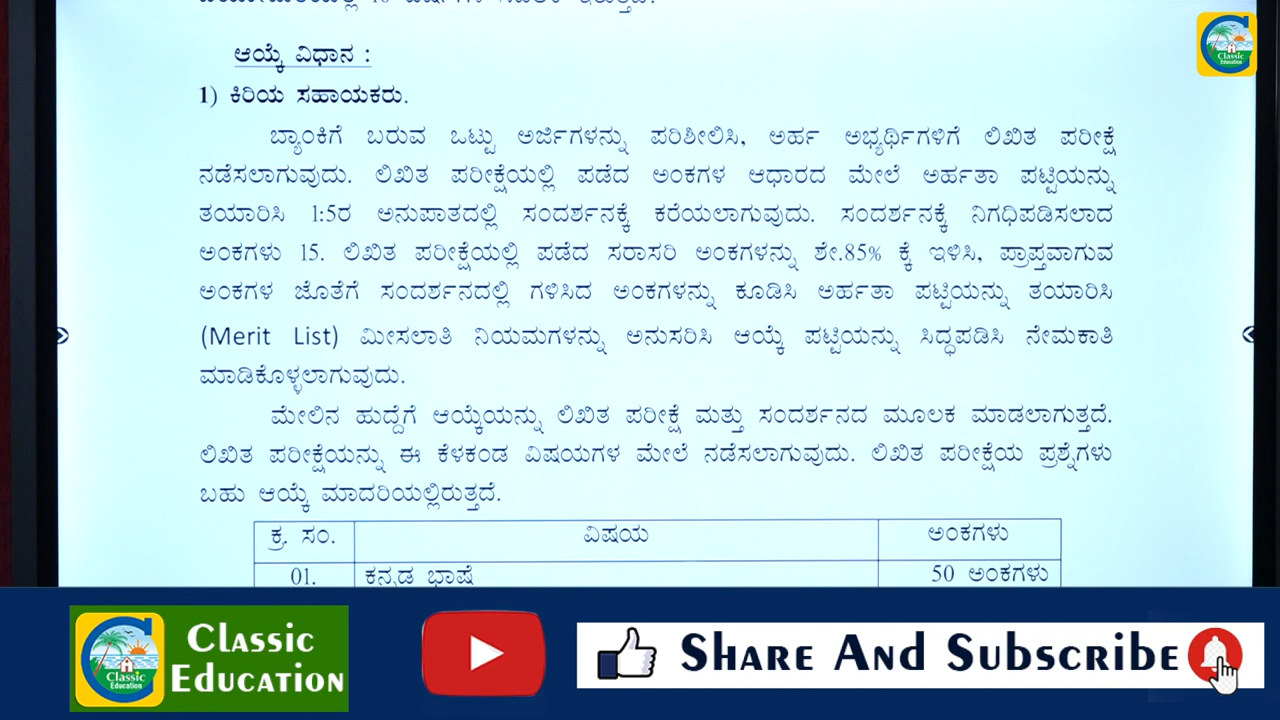 ಆಯ್ಕೆ ವಿಧಾನ :
1) ಕಿರಿಯ ಸಹಾಯಕರು.
ಬ್ಯಾಂಕಿಗೆ ಬರುವ ಒಟ್ಟು ಅರ್ಜಿಗಳನ್ನು ಪರಿಶೀಲಿಸಿ, ಅರ್ಹ ಅಭ್ಯರ್ಥಿಗಳಿಗೆ ಲಿಖಿತ ಪರೀಕ್ಷೆ
ನಡೆಸಲಾಗುವುದು. ಲಿಖಿತ ಪರೀಕ್ಷೆಯಲ್ಲಿ ಪಡೆದ ಅಂಕಗಳ ಆಧಾರದ ಮೇಲೆ ಅರ್ಹತಾ ಪಟ್ಟಿಯನ್ನು
ತಯಾರಿಸಿ 1:5ರ ಅನುಪಾತದಲ್ಲಿ ಸಂದರ್ಶನಕ್ಕೆ ಕರೆಯಲಾಗುವುದು. ಸಂದರ್ಶನಕ್ಕೆ ನಿಗಧಿಪಡಿಸಲಾದ
ಅಂಕಗಳು 15. ಲಿಖಿತ ಪರೀಕ್ಷೆಯಲ್ಲಿ ಪಡೆದ ಸರಾಸರಿ ಅಂಕಗಳನ್ನು ಶೇ.85% ಕ್ಕೆ ಇಳಿಸಿ, ಪ್ರಾಪ್ತವಾಗುವ
ಅಂಕಗಳ ಜೊತೆಗೆ ಸಂದರ್ಶನದಲ್ಲಿ ಗಳಿಸಿದ ಅಂಕಗಳನ್ನು ಕೂಡಿಸಿ ಅರ್ಹತಾ ಪಟ್ಟಿಯನ್ನು ತಯಾರಿಸಿ
(Merit List) ಮೀಸಲಾತಿ ನಿಯಮಗಳನ್ನು ಅನುಸರಿಸಿ ಆಯ್ಕೆ ಪಟ್ಟಿಯನ್ನು ಸಿದ್ಧಪಡಿಸಿ ನೇಮಕಾತಿ
ಮಾಡಿಕೊಳ್ಳಲಾಗುವುದು.
ಮೇಲಿನ ಹುದ್ದೆಗೆ ಆಯ್ಕೆಯನ್ನು ಲಿಖಿತ ಪರೀಕ್ಷೆ ಮತ್ತು ಸಂದರ್ಶನದ ಮೂಲಕ ಮಾಡಲಾಗುತ್ತದೆ.
ಲಿಖಿತ ಪರೀಕ್ಷೆಯನ್ನು ಈ ಕೆಳಕಂಡ ವಿಷಯಗಳ ಮೇಲೆ ನಡೆಸಲಾಗುವುದು. ಲಿಖಿತ ಪರೀಕ್ಷೆಯ ಪ್ರಶ್ನೆಗಳು
ಬಹು ಆಯ್ಕೆ ಮಾದರಿಯಲ್ಲಿರುತ್ತದೆ.
ಕ್ರ. ಸಂ. ವಿಷಯ ಅಂಕಗಳು
01. ಕನ್ನಡ ಭಾಷೆ 50 ಅಂಕಗಳು
Classic
Education
Classic
Education
Classic
Education
Share And Subscribe